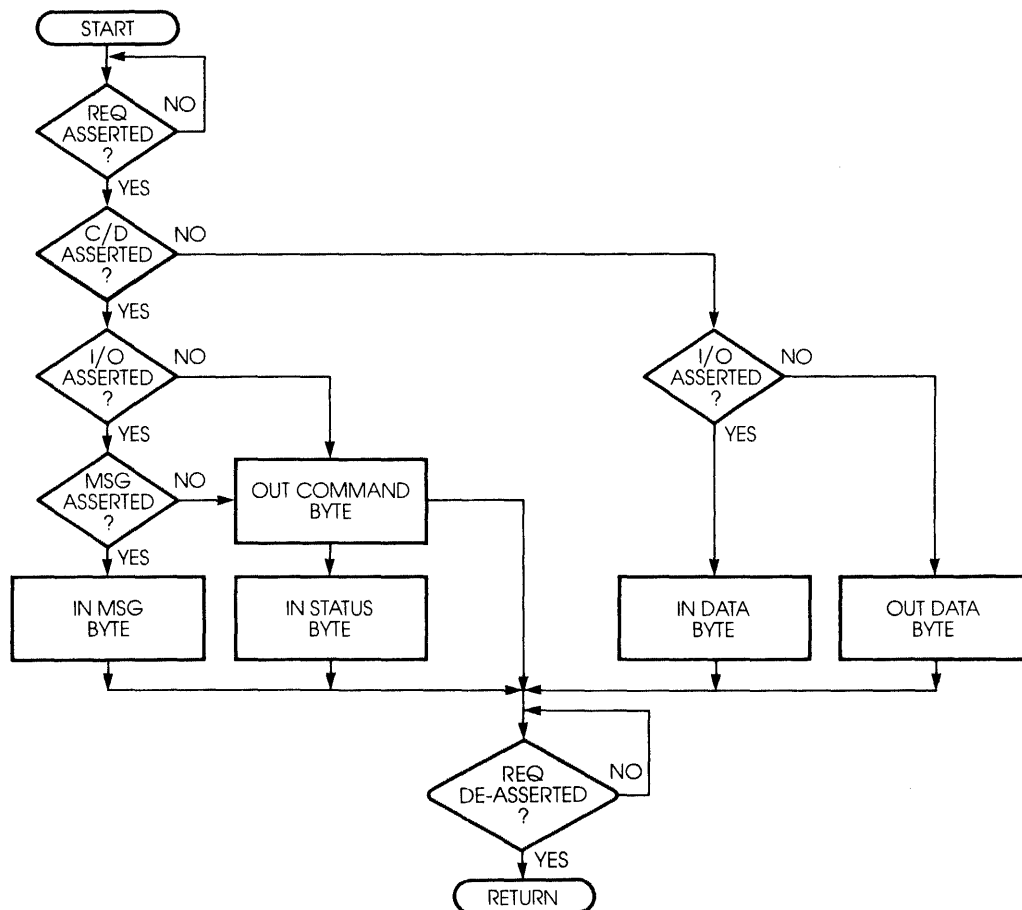 START
NO
REQ
ASSERTED
?
YES
C/D
ASSERTED
?
NO
YES
I/O
ASSERTED
?
NO
YES
I/O
ASSERTED
?
NO
YES
MSG
ASSERTED
?
NO
YES
OUT COMMAND
BYTE
IN MSG
BYTE
IN STATUS
BYTE
IN DATA
BYTE
OUT DATA
BYTE
REQ
DE-ASSERTED
?
NO
YES
RETURN